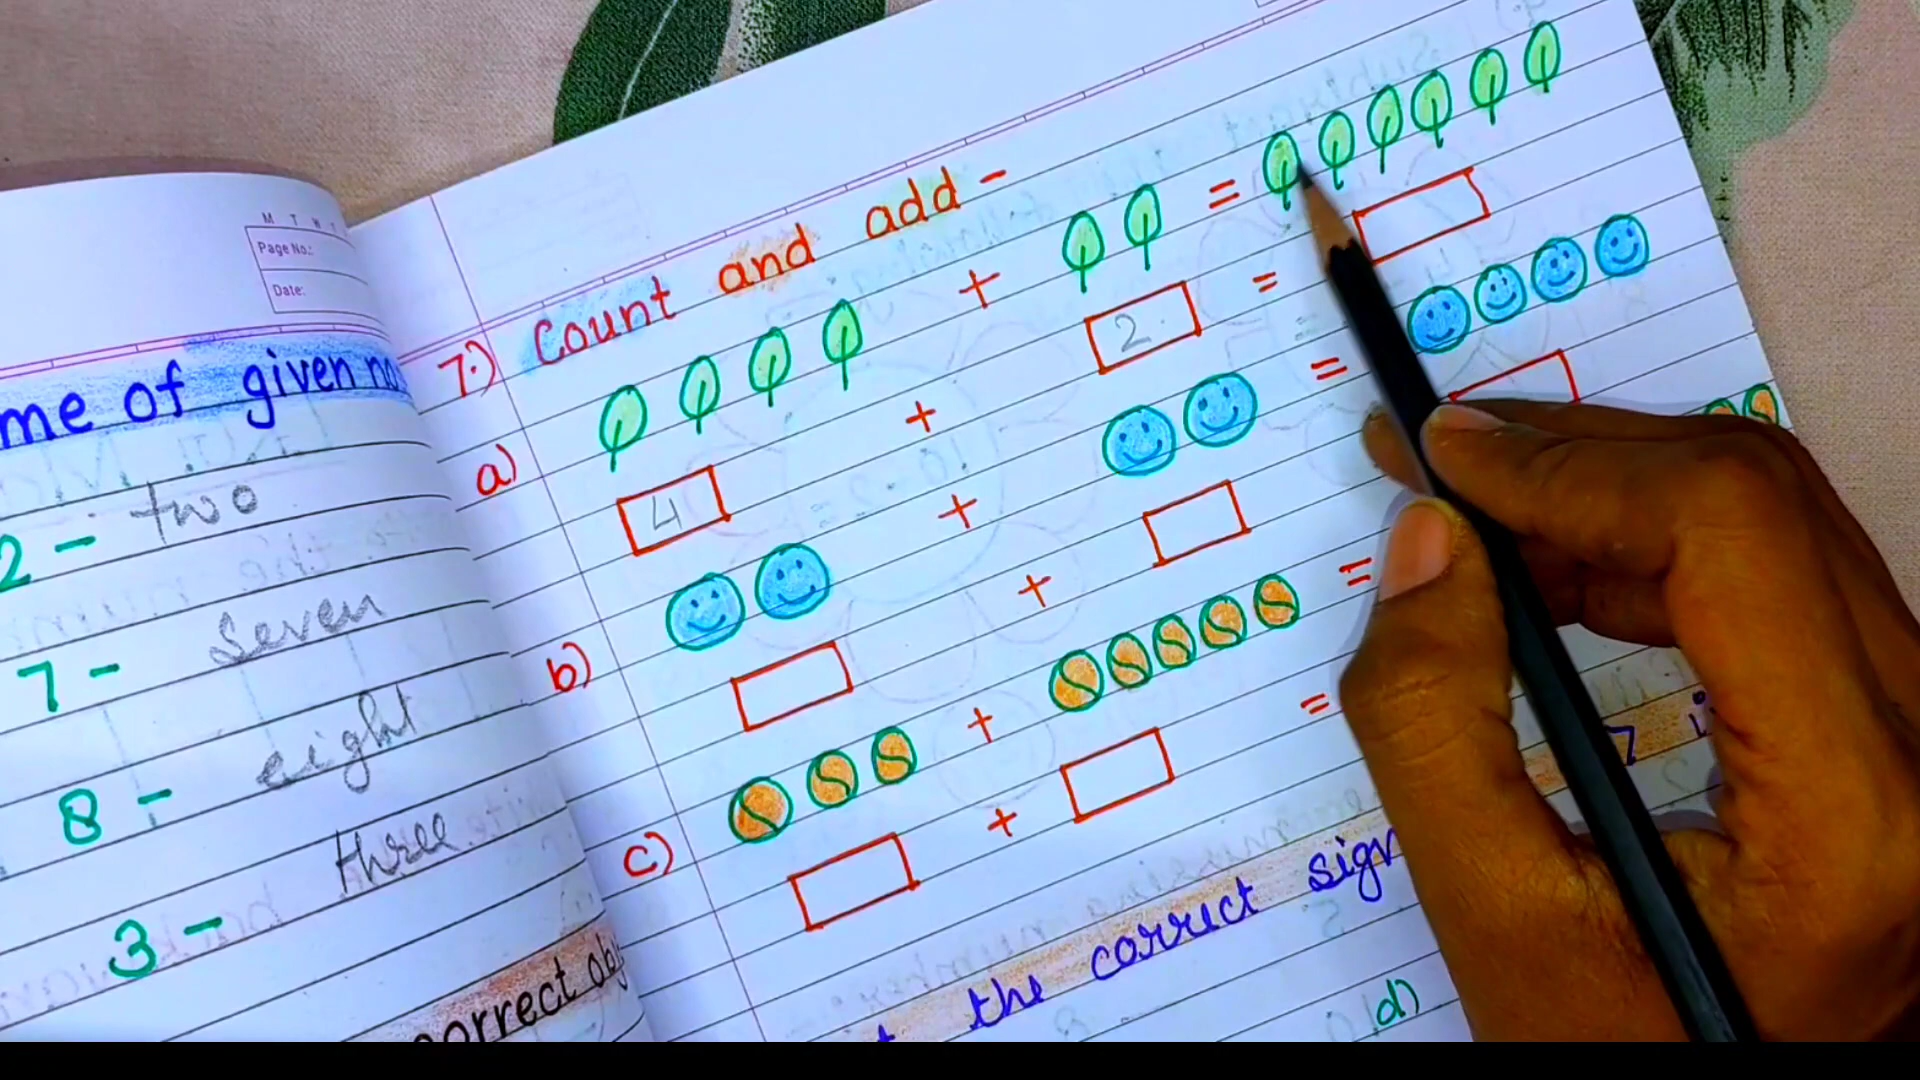 M T W
Page No.:
Date:
me of given
2 - two
7 - seven
8 - eight
3 - three
correct obj
7.) Count and add -
a)
+ =
4 + 2 =
b)
+ =
+
c)
+ =
+ =
the correct sign
7 i
d)